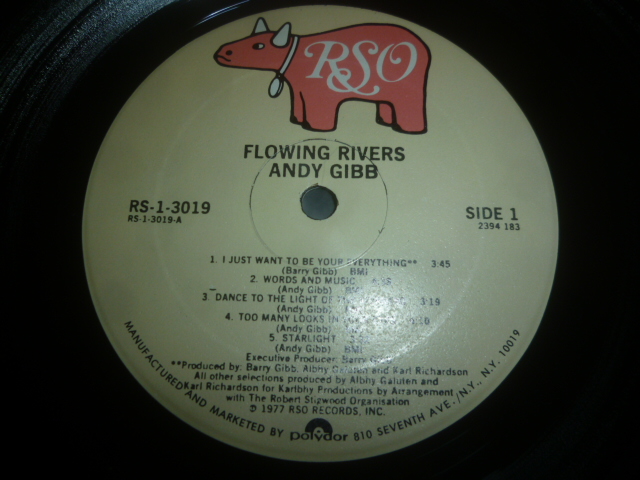 RSO
FLOWING RIVERS
ANDY GIBB
RS-1-3019
RS-1-3019-A
SIDE 1
2394 183
1. I JUST WANT TO BE YOUR EVERYTHING** 3:45
(Barry Gibb) BMI
2. WORDS AND MUSIC
(Andy Gibb)
3. DANCE TO THE LIGHT OF 3:19
(Andy Gibb)
4. TOO MANY LOOKS IN
(Andy Gibb)
5. STARLIGHT
(Andy Gibb) BMI
Executive Producer: Barry
**Produced by: Barry Gibb, Albhy Galuten and Karl Richardson
All other selections produced by Albhy Galuten and
Karl Richardson for Karlbhy Productions by Arrangement
with The Robert Stigwood Organisation
© 1977 RSO RECORDS, INC.
MANUFACTURED AND MARKETED BY polydor 810 SEVENTH AVE./N.Y., N.Y. 10019